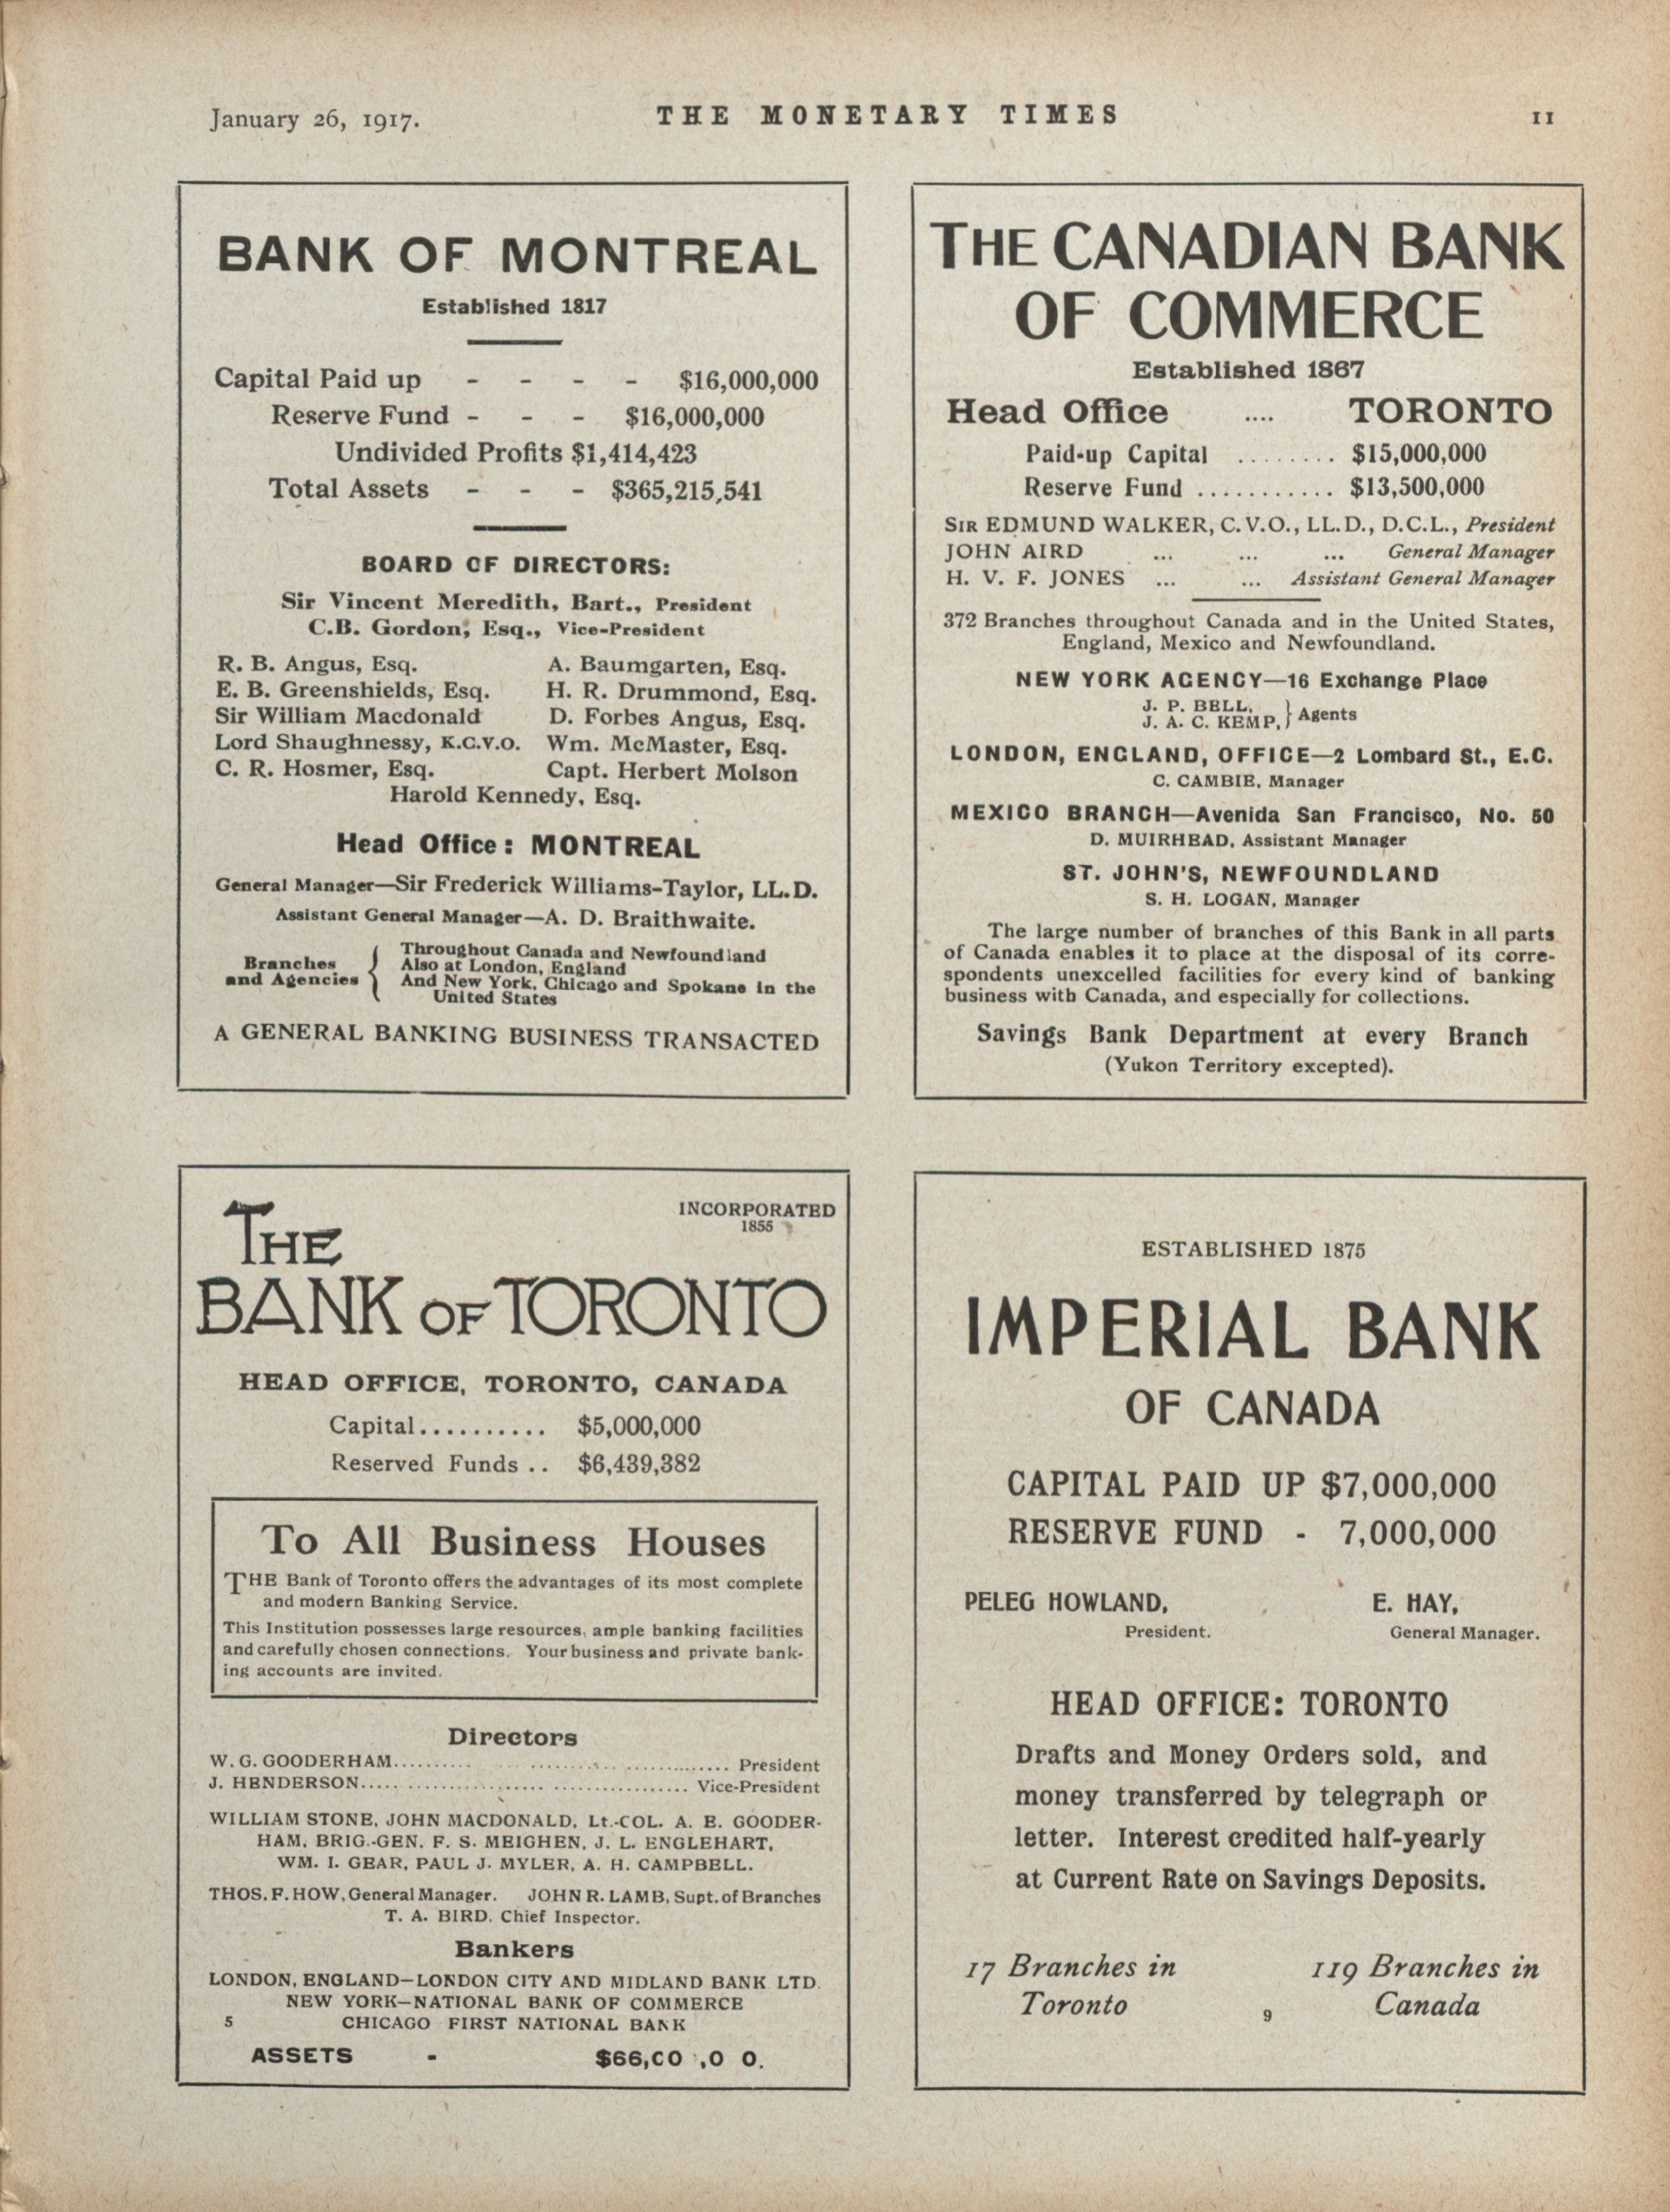 January 26, 1917.
THE MONETARY TIMES
11
BANK OF MONTREAL
Established 1817
Capital Paid up - - - - $16,000,000
Reserve Fund - - - $16,000,000
Undivided Profits $1,414,423
Total Assets - - - $365,215,541
BOARD OF DIRECTORS:
Sir Vincent Meredith, Bart., President
C.B. Gordon, Esq., Vice-President
R. B. Angus, Esq. A. Baumgarten, Esq.
E. B. Greenshields, Esq. H. R. Drummond, Esq.
Sir William Macdonald D. Forbes Angus, Esq.
Lord Shaughnessy, K.C.V.O. Wm. McMaster, Esq.
C. R. Hosmer, Esq. Capt. Herbert Molson
Harold Kennedy, Esq.
Head Office: MONTREAL
General Manager—Sir Frederick Williams-Taylor, LL.D.
Assistant General Manager—A. D. Braithwaite.
Branches and Agencies
Throughout Canada and Newfoundland
Also at London, England
And New York, Chicago and Spokane in the
United States
A GENERAL BANKING BUSINESS TRANSACTED
THE CANADIAN BANK
OF COMMERCE
Established 1867
Head Office .... TORONTO
Paid-up Capital ........ $15,000,000
Reserve Fund ........... $13,500,000
SIR EDMUND WALKER, C.V.O., LL.D., D.C.L., President
JOHN AIRD ... ... ... General Manager
H. V. F. JONES ... ... Assistant General Manager
372 Branches throughout Canada and in the United States,
England, Mexico and Newfoundland.
NEW YORK AGENCY—16 Exchange Place
J. P. BELL,
J. A. C. KEMP, } Agents
LONDON, ENGLAND, OFFICE—2 Lombard St., E.C.
C. CAMBIE, Manager
MEXICO BRANCH—Avenida San Francisco, No. 50
D. MUIRHEAD, Assistant Manager
ST. JOHN'S, NEWFOUNDLAND
S. H. LOGAN, Manager
The large number of branches of this Bank in all parts
of Canada enables it to place at the disposal of its corre-
spondents unexcelled facilities for every kind of banking
business with Canada, and especially for collections.
Savings Bank Department at every Branch
(Yukon Territory excepted).
INCORPORATED
1855
THE
BANK OF TORONTO
HEAD OFFICE, TORONTO, CANADA
Capital.......... $5,000,000
Reserved Funds .. $6,439,382
To All Business Houses
THE Bank of Toronto offers the advantages of its most complete
and modern Banking Service.
This Institution possesses large resources, ample banking facilities
and carefully chosen connections. Your business and private bank-
ing accounts are invited.
Directors
W. G. GOODERHAM.......... President
J. HENDERSON..... Vice-President
WILLIAM STONE, JOHN MACDONALD, Lt.-COL. A. E. GOODER-
HAM, BRIG.-GEN. F. S. MEIGHEN, J. L. ENGLEHART,
WM. I. GEAR, PAUL J. MYLER, A. H. CAMPBELL.
THOS. F. HOW, General Manager. JOHN R. LAMB, Supt. of Branches
T. A. BIRD, Chief Inspector.
Bankers
LONDON, ENGLAND—LONDON CITY AND MIDLAND BANK LTD.
NEW YORK—NATIONAL BANK OF COMMERCE
5 CHICAGO FIRST NATIONAL BANK
ASSETS -
ESTABLISHED 1875
IMPERIAL BANK
OF CANADA
CAPITAL PAID UP $7,000,000
RESERVE FUND - 7,000,000
PELEG HOWLAND, E. HAY,
President. General Manager.
HEAD OFFICE: TORONTO
Drafts and Money Orders sold, and
money transferred by telegraph or
letter. Interest credited half-yearly
at Current Rate on Savings Deposits.
17 Branches in 119 Branches in
Toronto 9 Canada